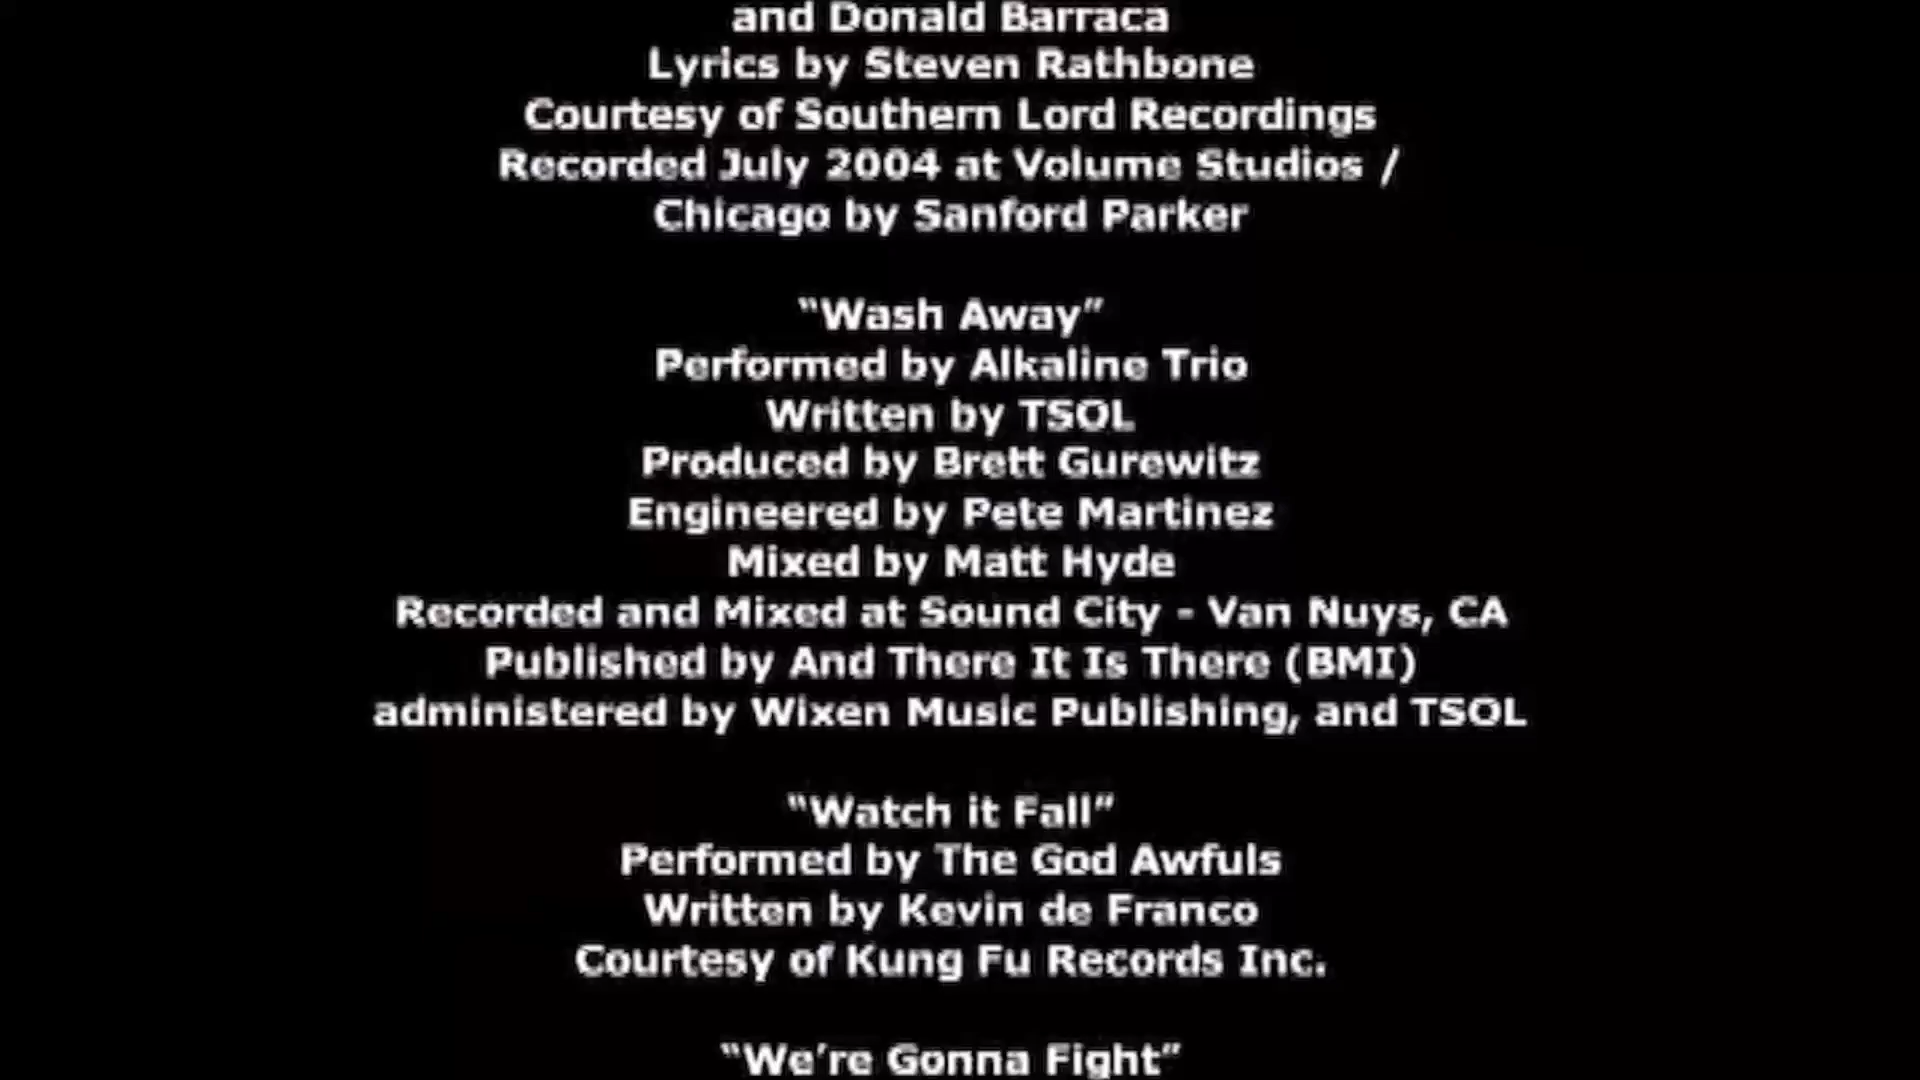 and Donald Barraca
Lyrics by Steven Rathbone
Courtesy of Southern Lord Recordings
Recorded July 2004 at Volume Studios /
Chicago by Sanford Parker
“Wash Away”
Performed by Alkaline Trio
Written by TSOL
Produced by Brett Gurewitz
Engineered by Pete Martinez
Mixed by Matt Hyde
Recorded and Mixed at Sound City - Van Nuys, CA
Published by And There It Is There (BMI)
administered by Wixen Music Publishing, and TSOL
“Watch it Fall”
Performed by The God Awfuls
Written by Kevin de Franco
Courtesy of Kung Fu Records Inc.
“We’re Gonna Fight”